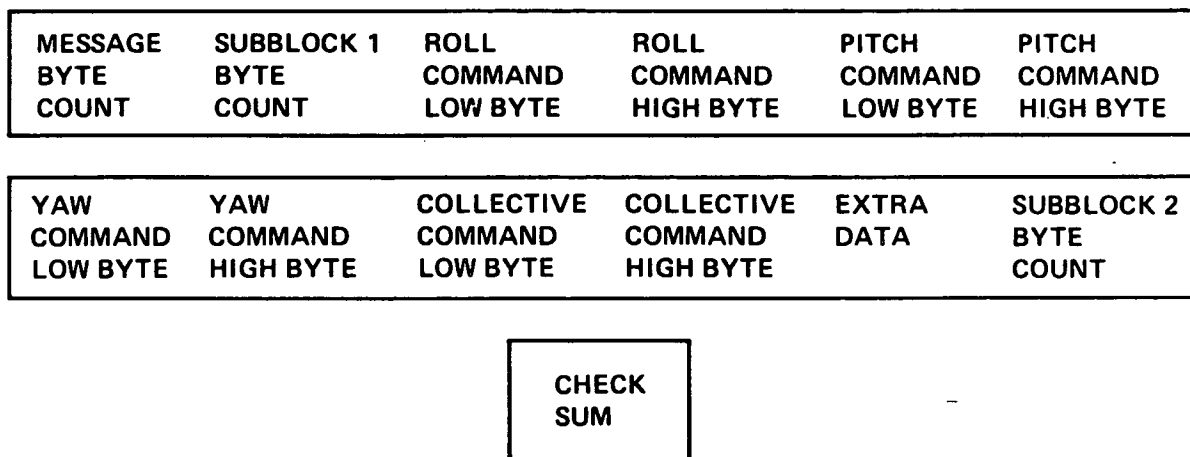 MESSAGE SUBBLOCK 1 ROLL ROLL PITCH PITCH
BYTE BYTE COMMAND COMMAND COMMAND COMMAND
COUNT COUNT LOW BYTE HIGH BYTE LOW BYTE HIGH BYTE
YAW YAW COLLECTIVE COLLECTIVE EXTRA SUBBLOCK 2
COMMAND COMMAND COMMAND COMMAND DATA BYTE
LOW BYTE HIGH BYTE LOW BYTE HIGH BYTE COUNT
CHECK
SUM